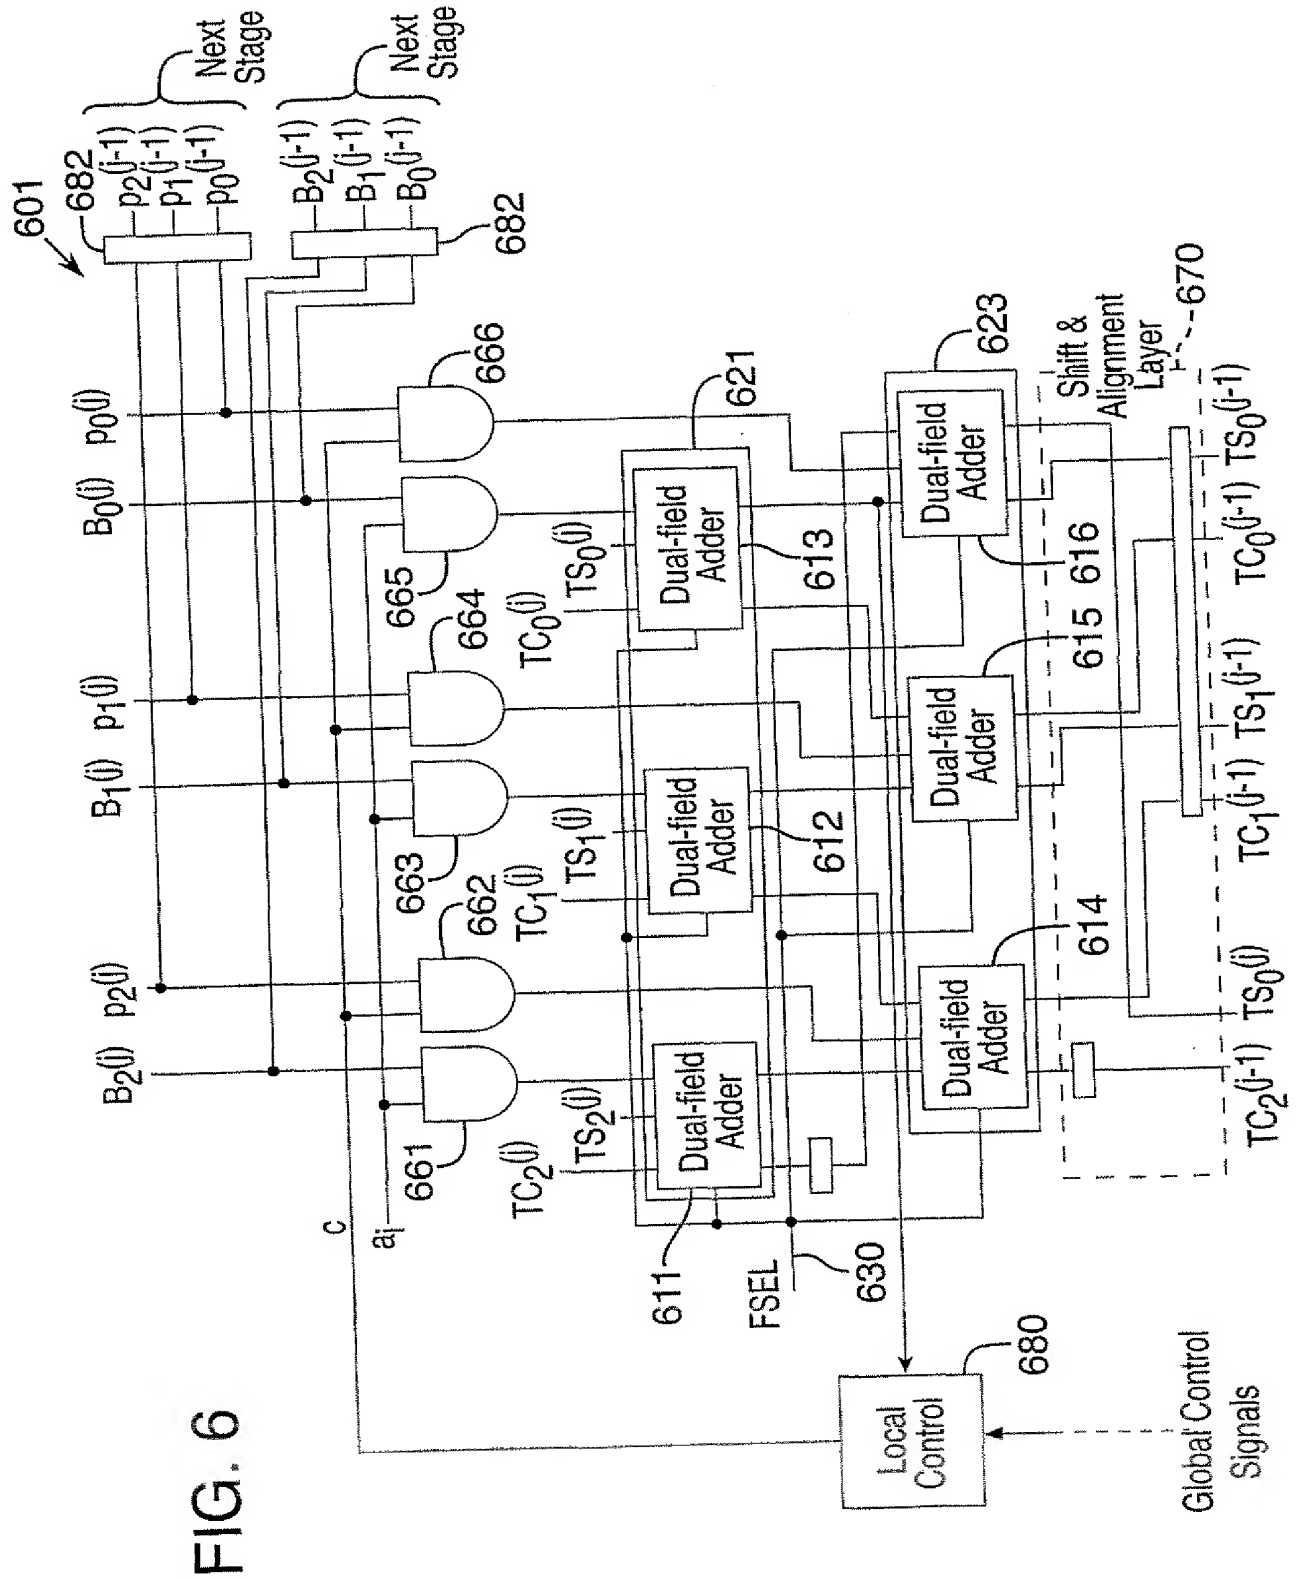 FIG. 6
601
682
p2(j-1)
p1(j-1)
p0(j-1)
Next
Stage
B2(j-1)
B1(j-1)
B0(j-1)
Next
Stage
682
B2(j)
p2(j)
B1(j)
p1(j)
B0(j)
p0(j)
c
ai
661
662
663
664
665
666
TC2(j)
TS2(j)
TC1(j)
TS1(j)
TC0(j)
TS0(j)
621
611
Dual-field
Adder
Dual-field
Adder
612
Dual-field
Adder
613
FSEL
630
623
Dual-field
Adder
614
Dual-field
Adder
615
Dual-field
Adder
616
Local
Control
680
Global Control
Signals
Shift &
Alignment
Layer
670
TC2(j-1)
TS0(j)
TC1(j-1)
TS1(j-1)
TC0(j-1)
TS0(j-1)